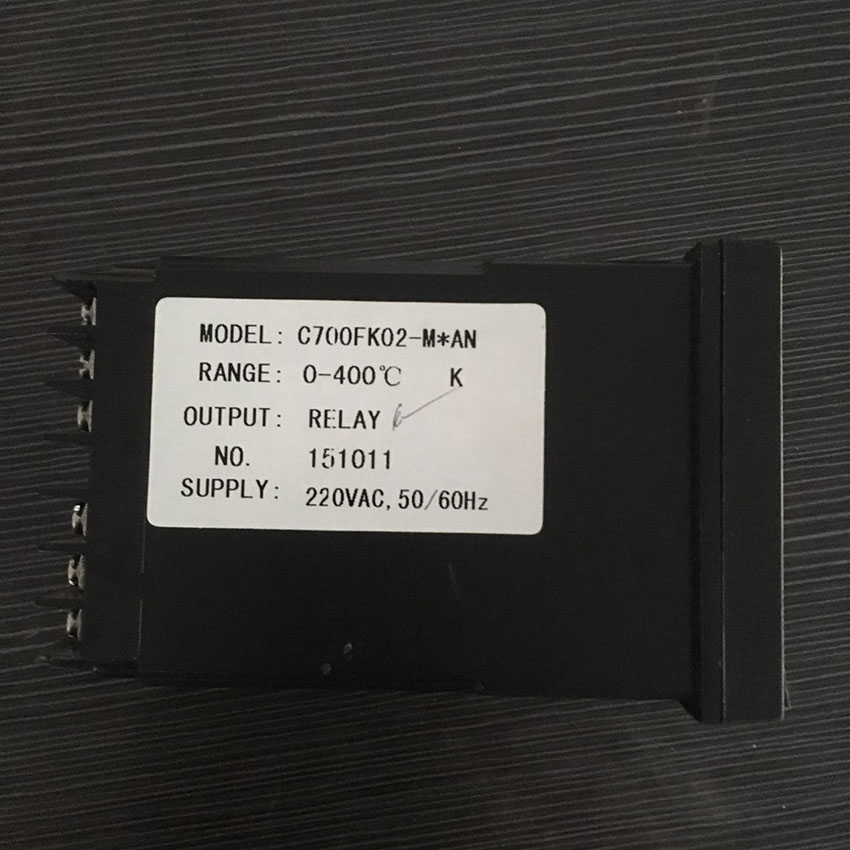 MODEL: C700FK02-M*AN
RANGE: 0-400℃ K
OUTPUT: RELAY
NO. 151011
SUPPLY: 220VAC, 50/60Hz